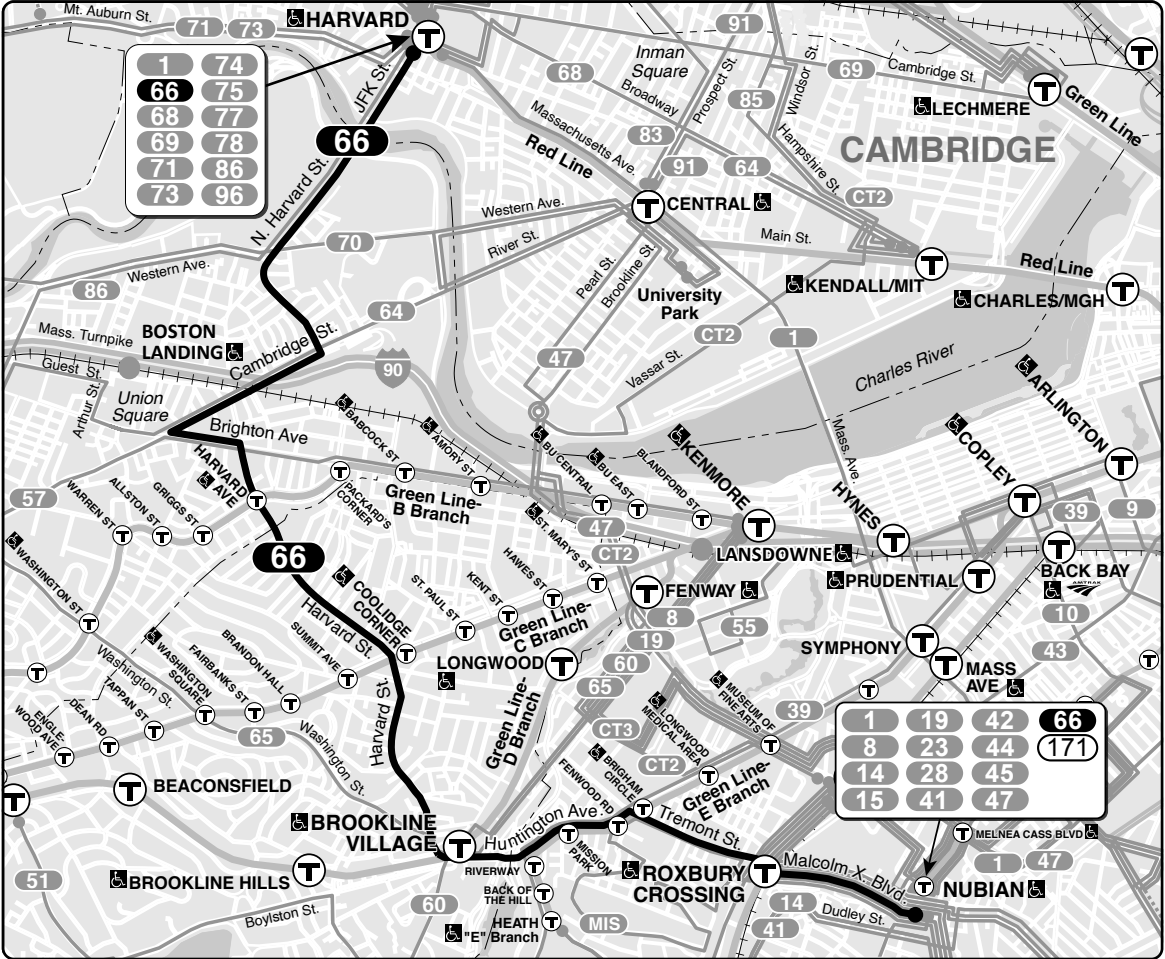 Mt. Auburn St.
71
73
HARVARD
T
1
74
66
75
68
77
69
78
71
86
73
96
JFK St.
66
N. Harvard St.
91
Inman
Square
68
Broadway
Prospect St.
85
Windsor St.
69
Cambridge St.
T
T
LECHMERE
Green Line
Massachusetts Ave.
Red Line
83
91
64
Hampshire St.
CAMBRIDGE
CT2
T
CENTRAL
Western Ave.
River St.
70
Main St.
T
KENDALL/MIT
Red Line
T
CHARLES/MGH
Western Ave.
86
Pearl St.
Brookline St.
University
Park
64
CT2
1
Mass. Turnpike
BOSTON
LANDING
Cambridge St.
Guest St.
Arthur St.
90
47
Vassar St.
Charles River
Union
Square
Brighton Ave
Mass. Ave.
ARLINGTON
T
COPLEY
T
BABCOCK ST
T
AMORY ST
T
BU CENTRAL
T
BU EAST
T
BLANDFORD ST
T
KENMORE
T
HYNES
T
57
HARVARD
AVE
T
WARREN ST
T
ALLSTON ST
T
GRIGGS ST
T
PACKARD'S
CORNER
T
Green Line-
B Branch
39
9
47
CT2
LANSDOWNE
PRUDENTIAL
T
T
BACK BAY
AMTRAK
10
WASHINGTON ST
T
66
ST. MARY'S ST
T
HAWES ST
T
KENT ST
T
ST. PAUL ST
T
Green Line-
C Branch
T
FENWAY
8
19
55
COOLIDGE
CORNER
T
Harvard St.
SUMMIT AVE
T
BRANDON HALL
T
FAIRBANKS ST
T
WASHINGTON
SQUARE
T
TAPPAN ST
T
DEAN RD
T
ENGLE-
WOOD AVE
T
Washington St.
T
LONGWOOD
T
60
65
SYMPHONY
T
T
MASS
AVE
43
T
T
39
65
Washington St.
Harvard St.
Green Line-
D Branch
CT3
CT2
LONGWOOD
MEDICAL AREA
T
MUSEUM OF
FINE ARTS
T
1
19
42
66
8
23
44
171
14
28
45
15
41
47
T
T
BEACONSFIELD
BRIGHAM
CIRCLE
T
FENWOOD RD
T
Green Line-
E Branch
BROOKLINE
VILLAGE
T
Huntington Ave.
Tremont St.
MISSION
PARK
T
T
MELNEA CASS BLVD
1
47
51
BROOKLINE HILLS
T
RIVERWAY
T
ROXBURY
CROSSING
T
Malcolm X Blvd.
T
NUBIAN
60
BACK OF
THE HILL
T
14
Dudley St.
Boylston St.
HEATH
"E" Branch
T
MIS
41